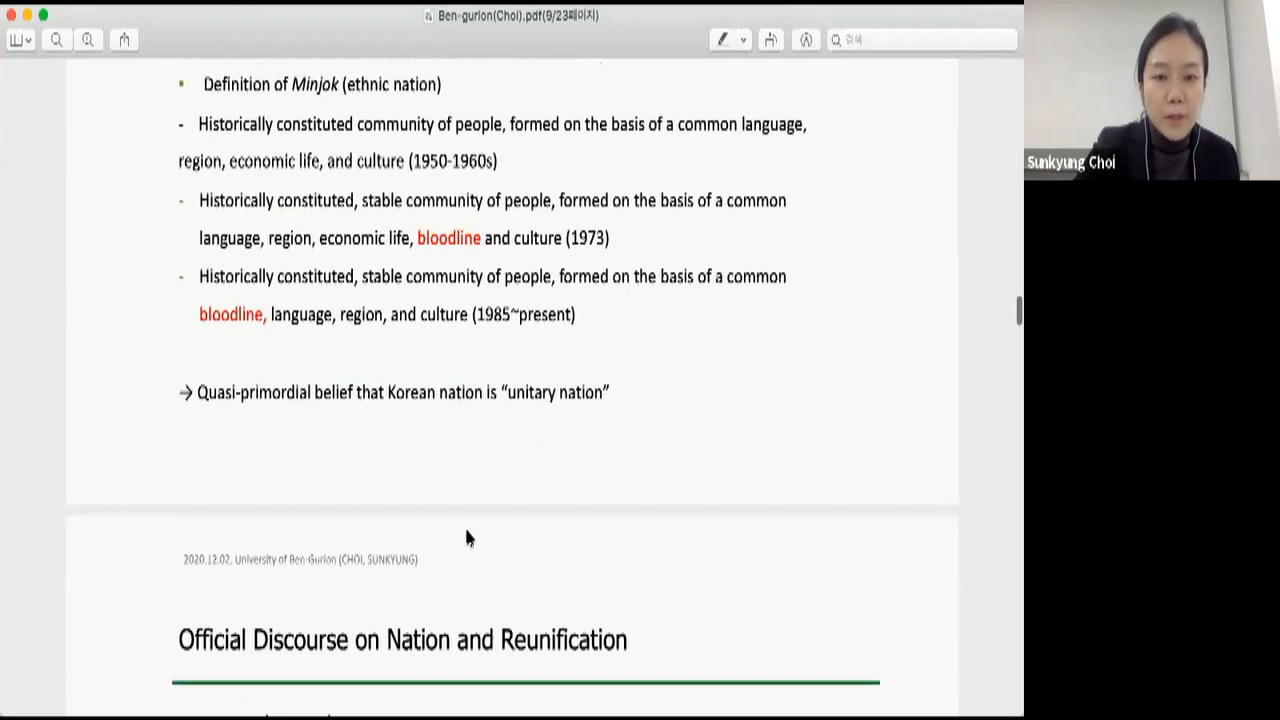 Ben-gurion(Choi).pdf(9/23페이지)
검색
▪ Definition of Minjok (ethnic nation)
- Historically constituted community of people, formed on the basis of a common language,
region, economic life, and culture (1950-1960s)
- Historically constituted, stable community of people, formed on the basis of a common
language, region, economic life, bloodline and culture (1973)
- Historically constituted, stable community of people, formed on the basis of a common
bloodline, language, region, and culture (1985~present)
→ Quasi-primordial belief that Korean nation is “unitary nation”
2020.12.02. University of Ben-Gurion (CHOI, SUNKYUNG)
Official Discourse on Nation and Reunification
Sunkyung Choi